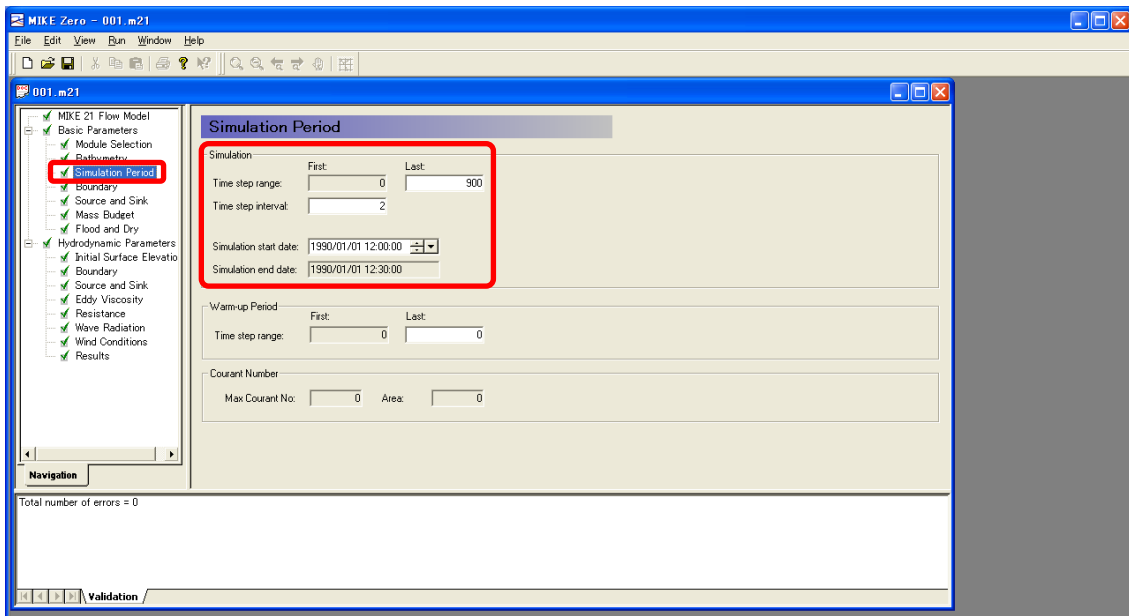 MIKE Zero - 001.m21
File Edit View Run Window Help
001.m21
MIKE 21 Flow Model
Basic Parameters
Module Selection
Bathymetry
Simulation Period
Boundary
Source and Sink
Mass Budget
Flood and Dry
Hydrodynamic Parameters
Initial Surface Elevatio
Boundary
Source and Sink
Eddy Viscosity
Resistance
Wave Radiation
Wind Conditions
Results
Navigation
Simulation Period
Simulation
First: Last:
Time step range: 0 900
Time step interval: 2
Simulation start date: 1990/01/01 12:00:00
Simulation end date: 1990/01/01 12:30:00
Warm-up Period
First: Last:
Time step range: 0 0
Courant Number
Max Courant No: 0 Area: 0
Total number of errors = 0
Validation